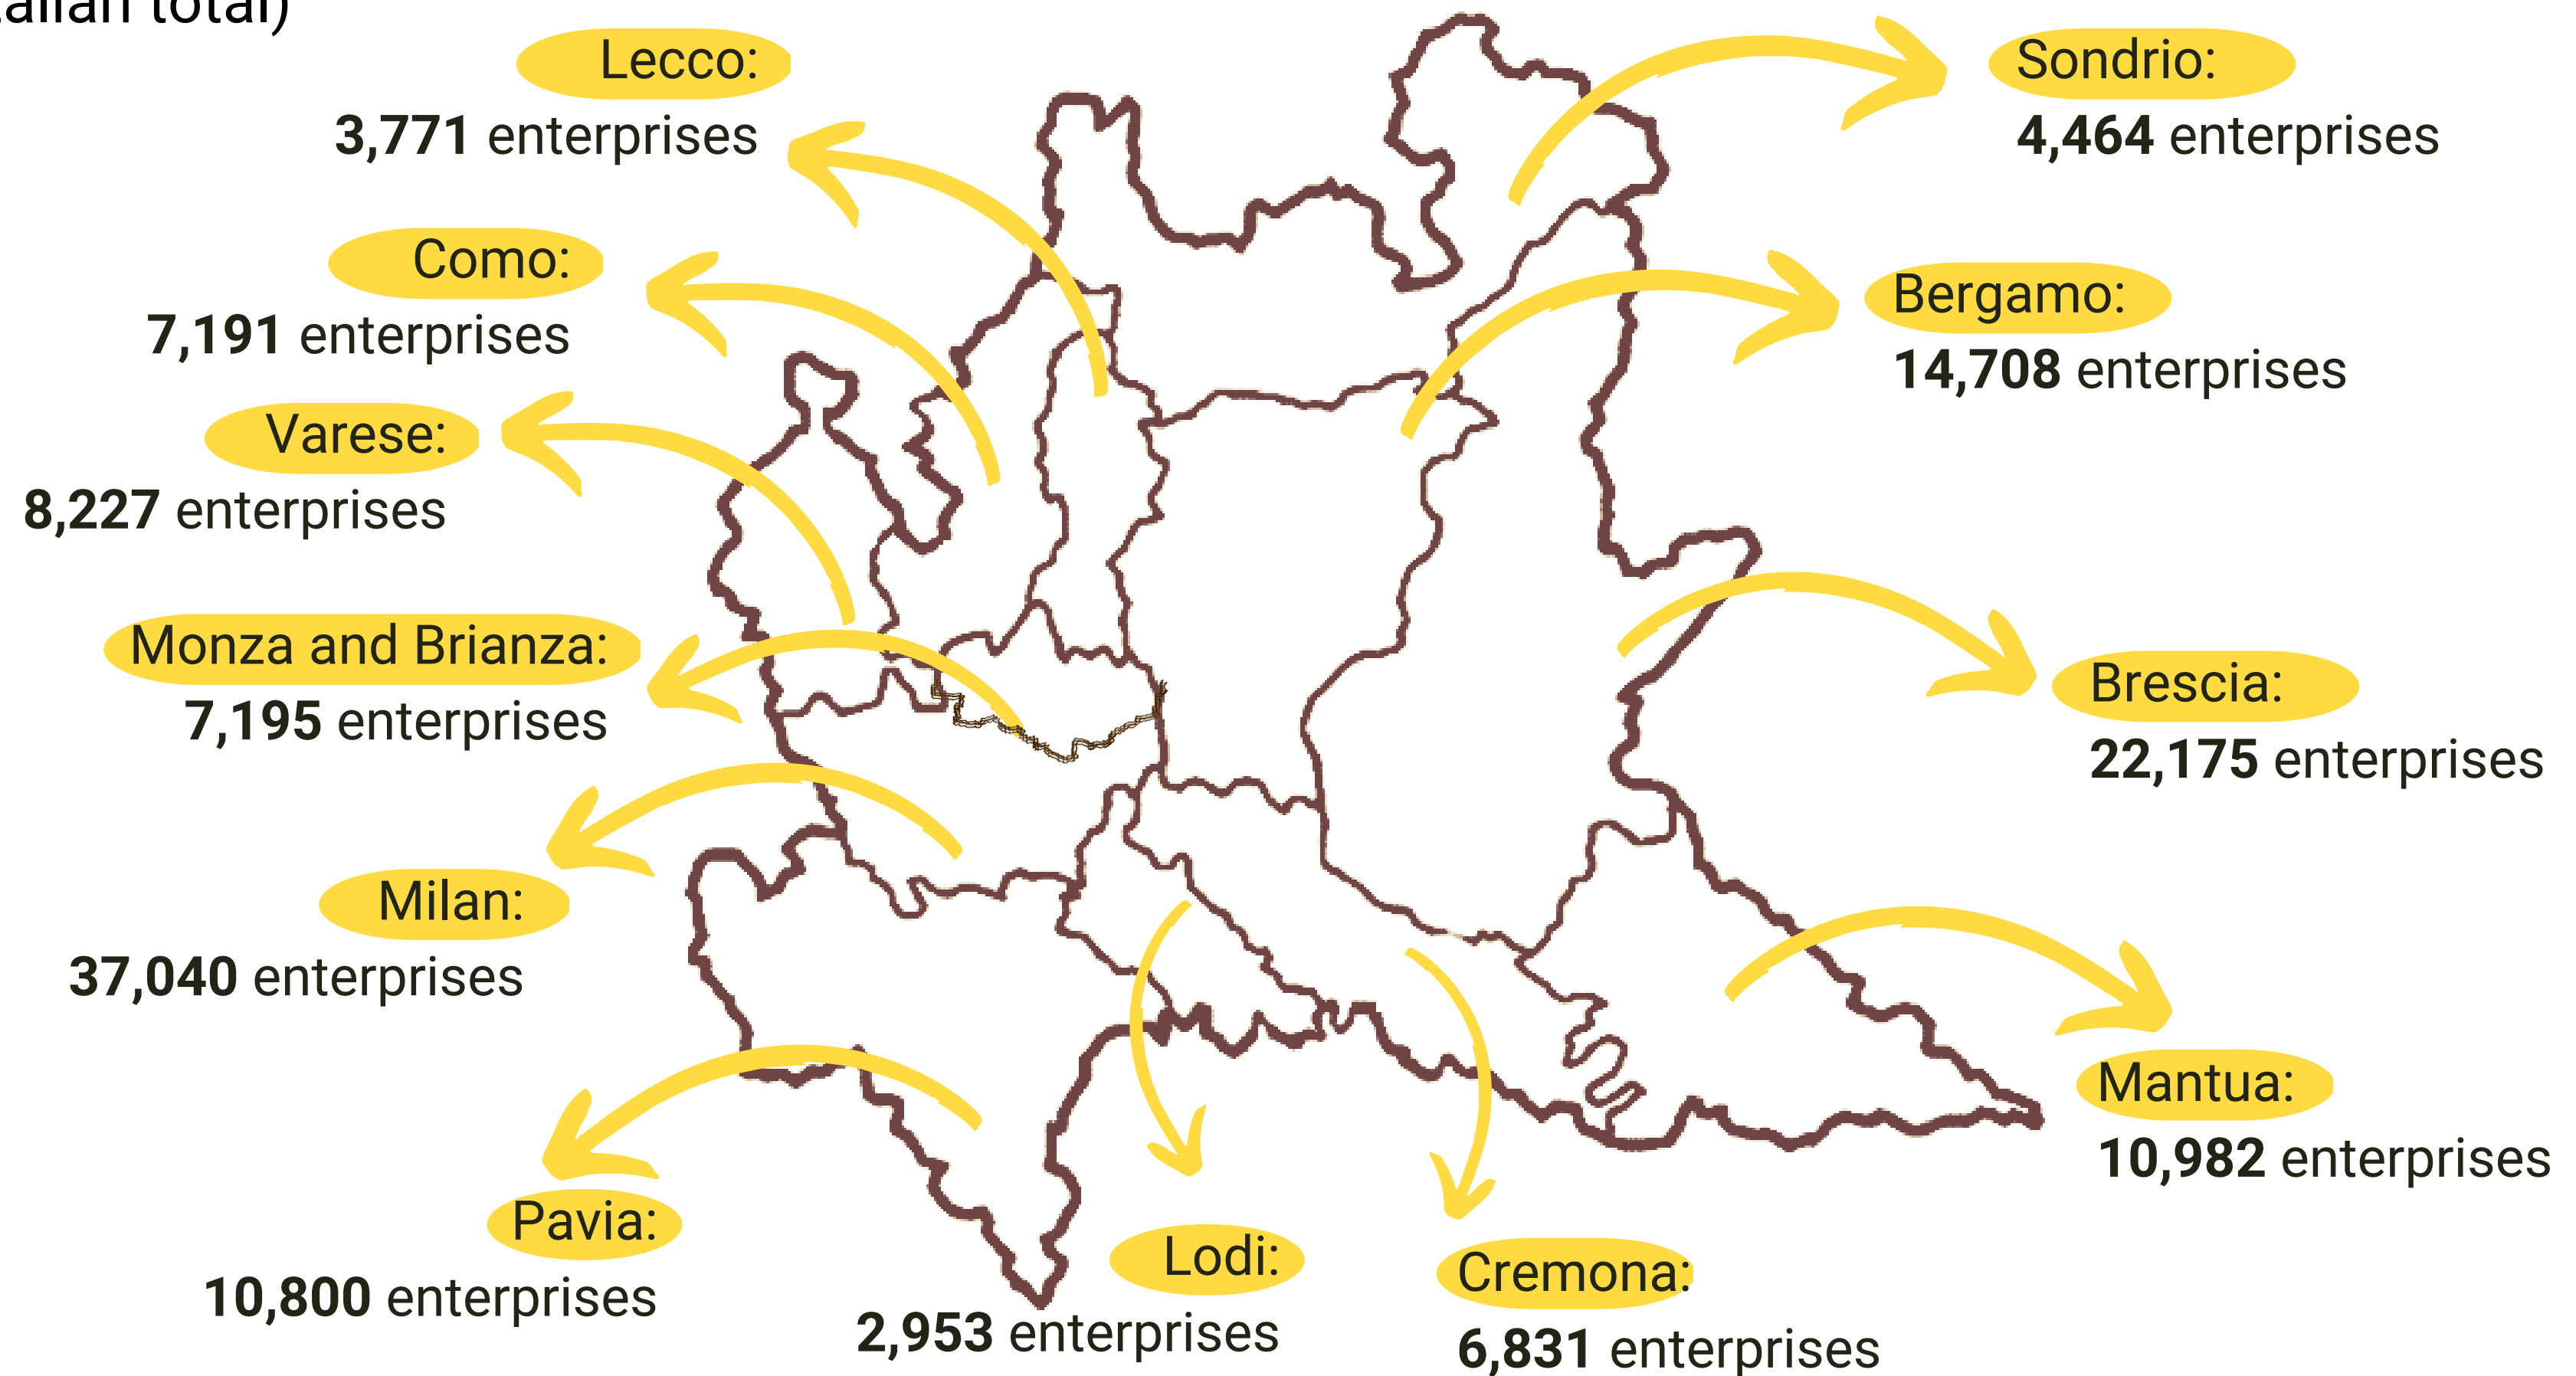 total)
Lecco:
3,771 enterprises
Como:
7,191 enterprises
Varese:
8,227 enterprises
Monza and Brianza:
7,195 enterprises
Milan:
37,040 enterprises
Pavia:
10,800 enterprises
Lodi:
2,953 enterprises
Cremona:
6,831 enterprises
Sondrio:
4,464 enterprises
Bergamo:
14,708 enterprises
Brescia:
22,175 enterprises
Mantua:
10,982 enterprises